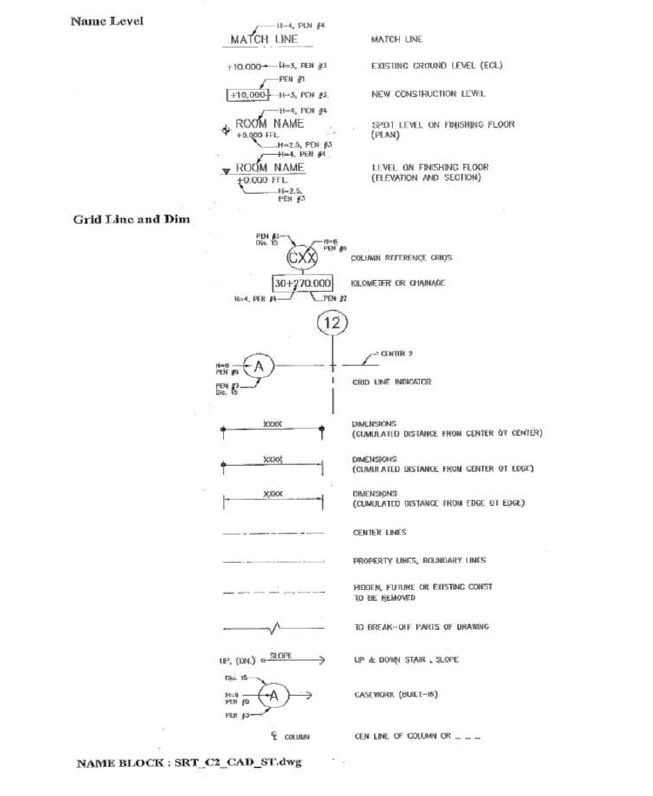 Name Level
H=4, PEN #4
MATCH LINE
MATCH LINE
+10.000 H=3, PEN #3
EXISTING GROUND LEVEL (EGL)
PEN #1
+10,000 H=3, PEN #3.
NEW CONSTRUCTION LEVEL
H=4, PEN #4
ROOM NAME
+0.000 FFL
SPOT LEVEL ON FINISHING FLOOR
(PLAN)
H=2.5, PEN #3
H=4, PEN #4
ROOM NAME
+0.000 FFL
LEVEL ON FINISHING FLOOR
(ELEVATION AND SECTION)
H=2.5,
PEN #3
Grid Line and Dim
PEN #3
Dia. 15
H=6
PEN #6
CXX
COLUMN REFERENCE GRIDS
30+270.000
KILOMETER OR CHAINAGE
H=4, PEN #4
PEN #2
12
CENTER 2
H=6
PEN #6
A
GRID LINE INDICATOR
PEN #3
Dia. 15
XXXX
DIMENSIONS
(CUMULATED DISTANCE FROM CENTER OT CENTER)
XXXX
DIMENSIONS
(CUMULATED DISTANCE FROM CENTER OT EDGE)
XXXX
DIMENSIONS
(CUMULATED DISTANCE FROM EDGE OT EDGE)
CENTER LINES
PROPERTY LINES, BOUNDARY LINES
HIDDEN, FUTURE OR EXISTING CONST
TO BE REMOVED
TO BREAK-OFF PARTS OF DRAWING
UP, (DN.) SLOPE
UP & DOWN STAIR , SLOPE
Dia. 15
H=6
A
CASEWORK (BUILT-IN)
PEN #3
℄ COLUMN
CEN LINE OF COLUMN OR _ _ _
NAME BLOCK : SRT_C2_CAD_ST.dwg